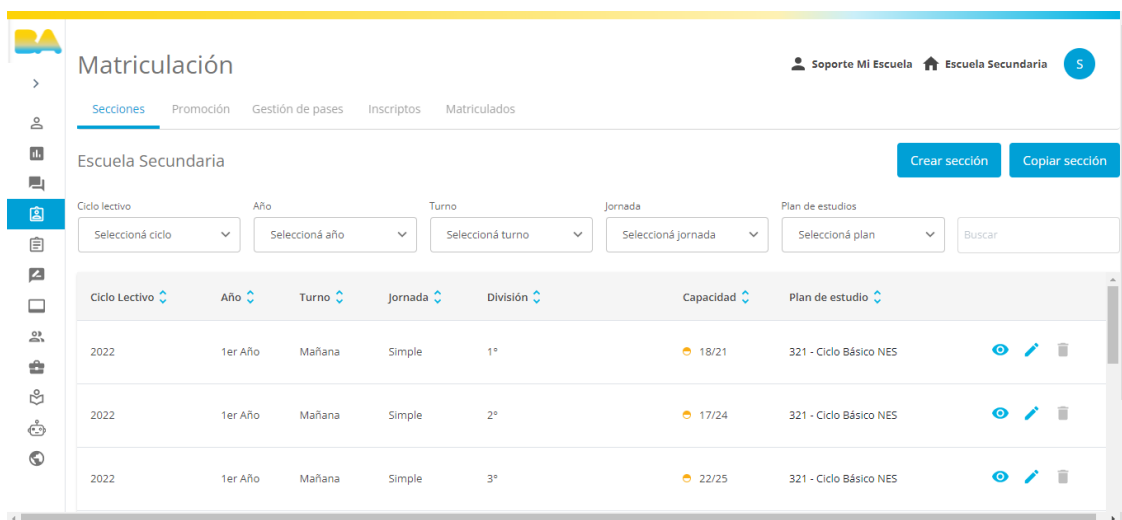 BA
Matriculación
Soporte Mi Escuela Escuela Secundaria S
Secciones Promoción Gestión de pases Inscriptos Matriculados
Escuela Secundaria
Crear sección Copiar sección
Ciclo lectivo Año Turno Jornada Plan de estudios
Seleccioná ciclo Seleccioná año Seleccioná turno Seleccioná jornada Seleccioná plan Buscar
Ciclo Lectivo Año Turno Jornada División Capacidad Plan de estudio
2022 1er Año Mañana Simple 1° 18/21 321 - Ciclo Básico NES
2022 1er Año Mañana Simple 2° 17/24 321 - Ciclo Básico NES
2022 1er Año Mañana Simple 3° 22/25 321 - Ciclo Básico NES